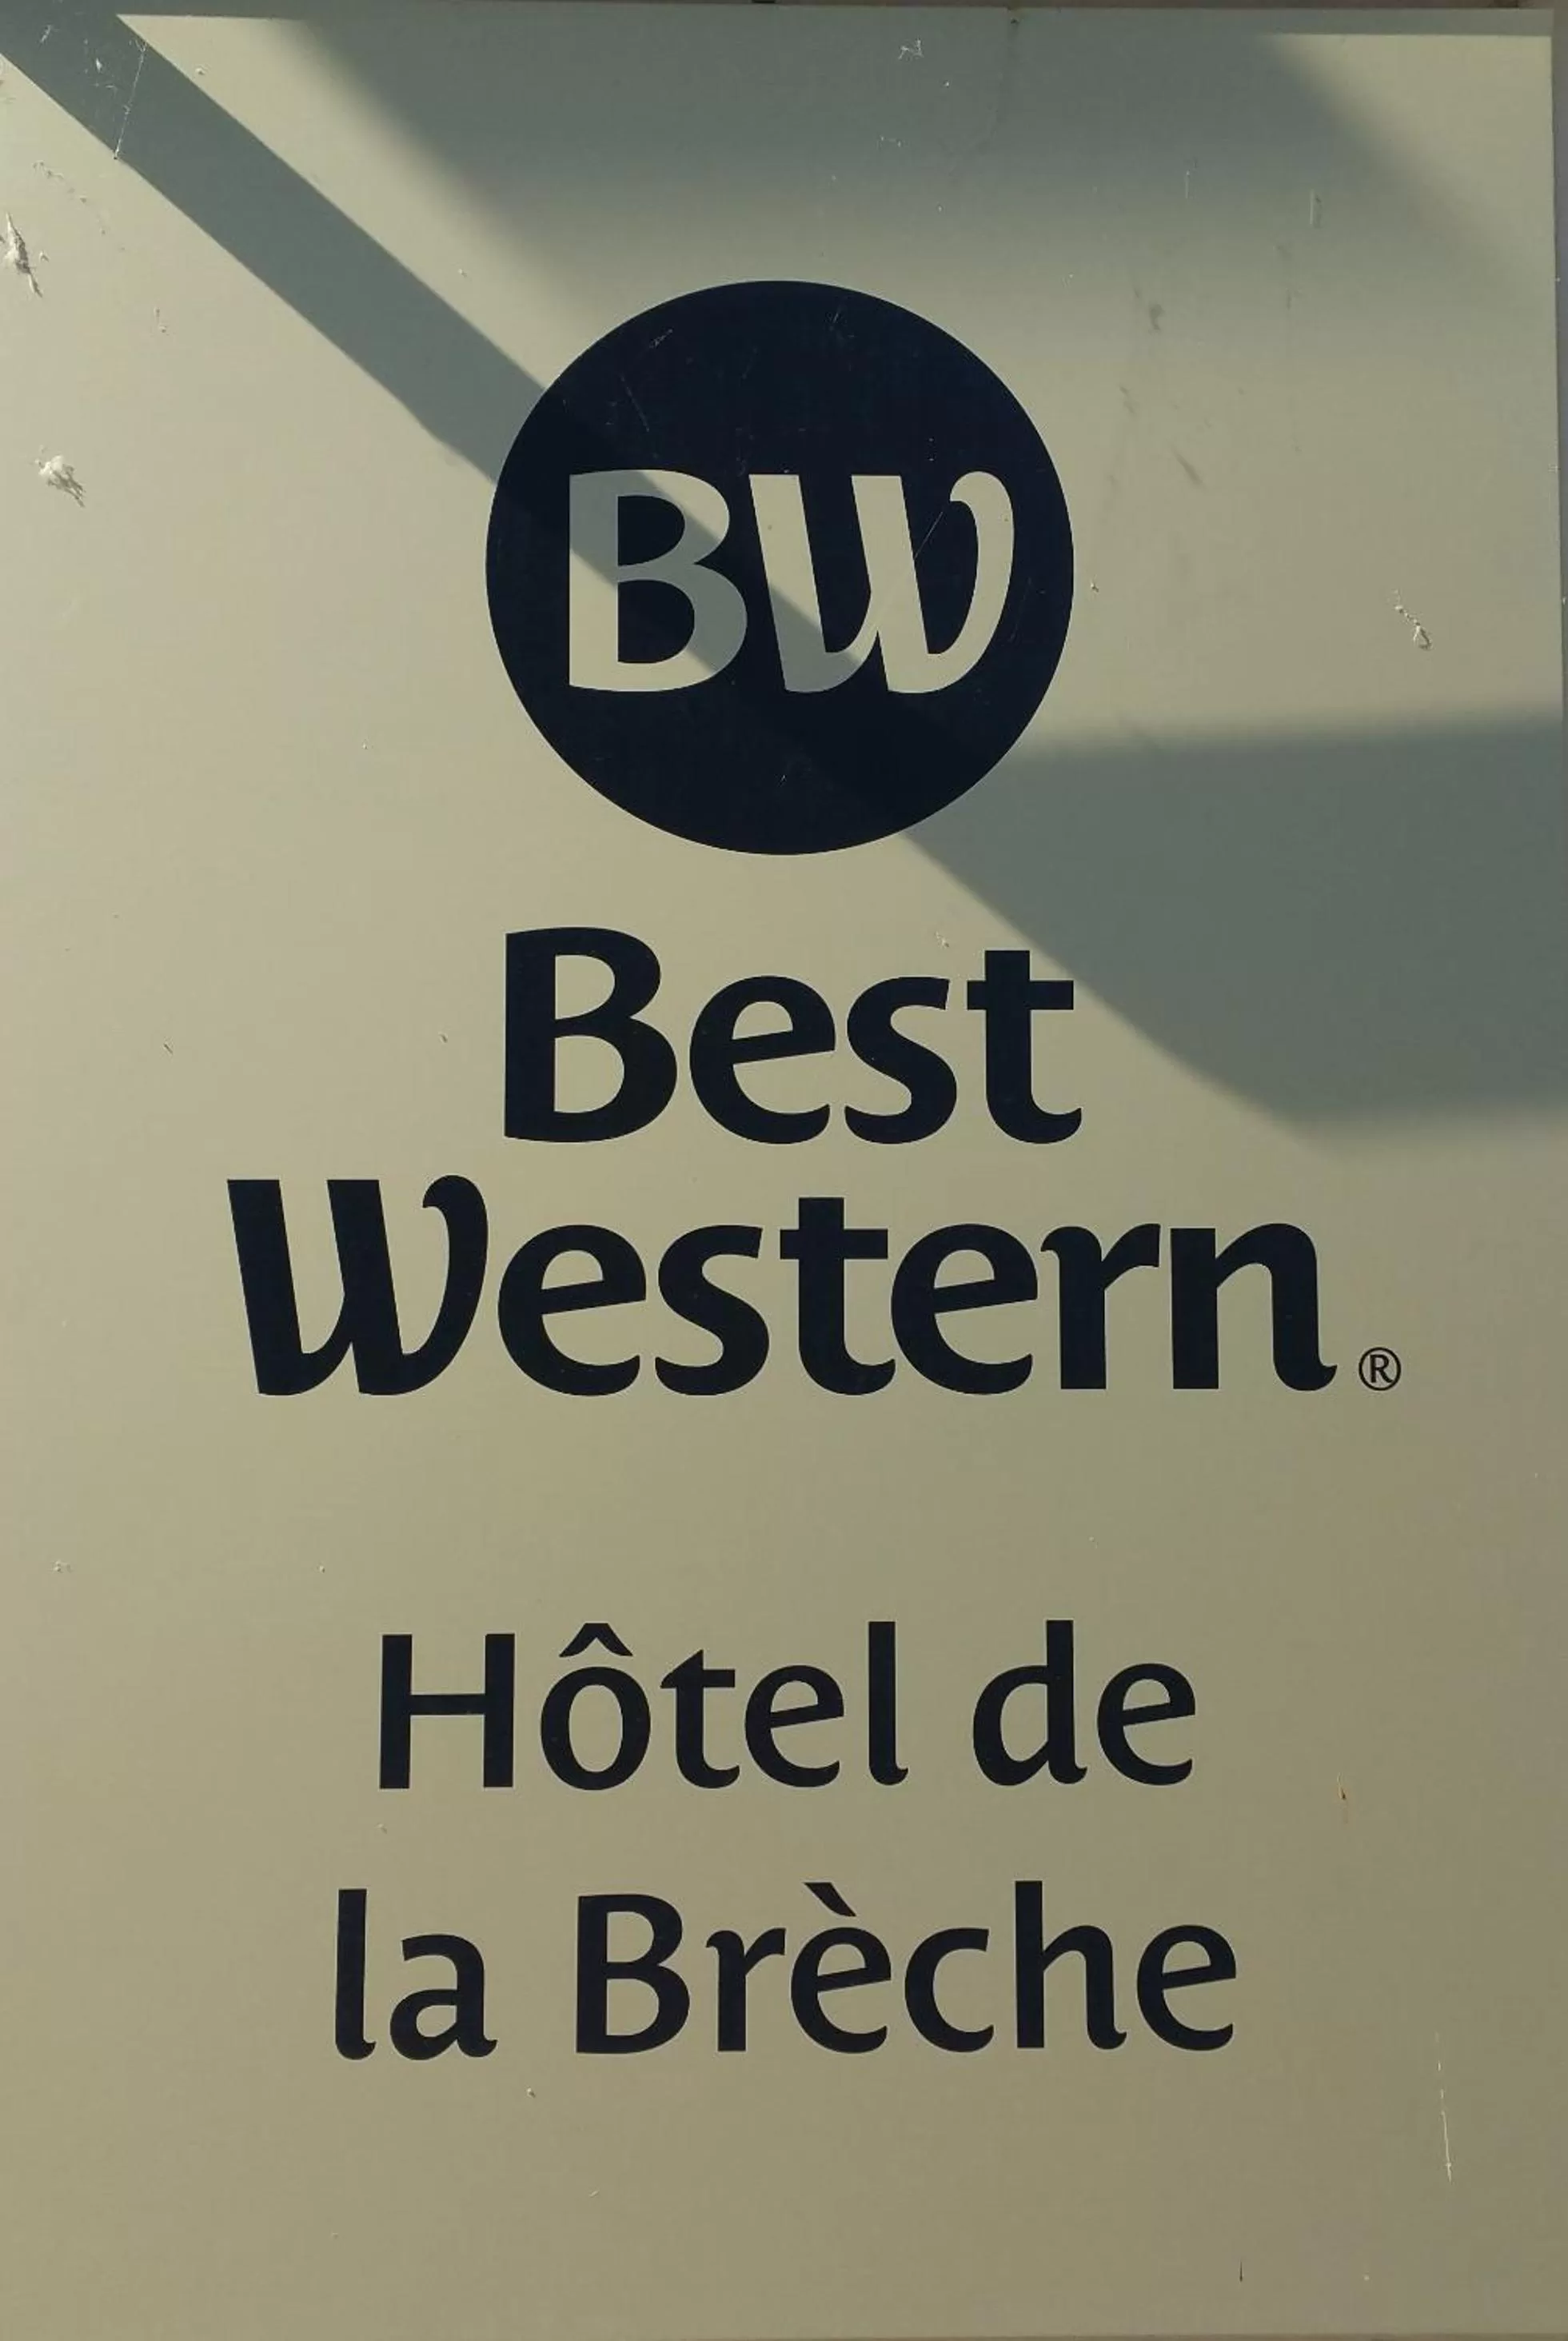 BW
Best
Western®
Hôtel de
la Brèche